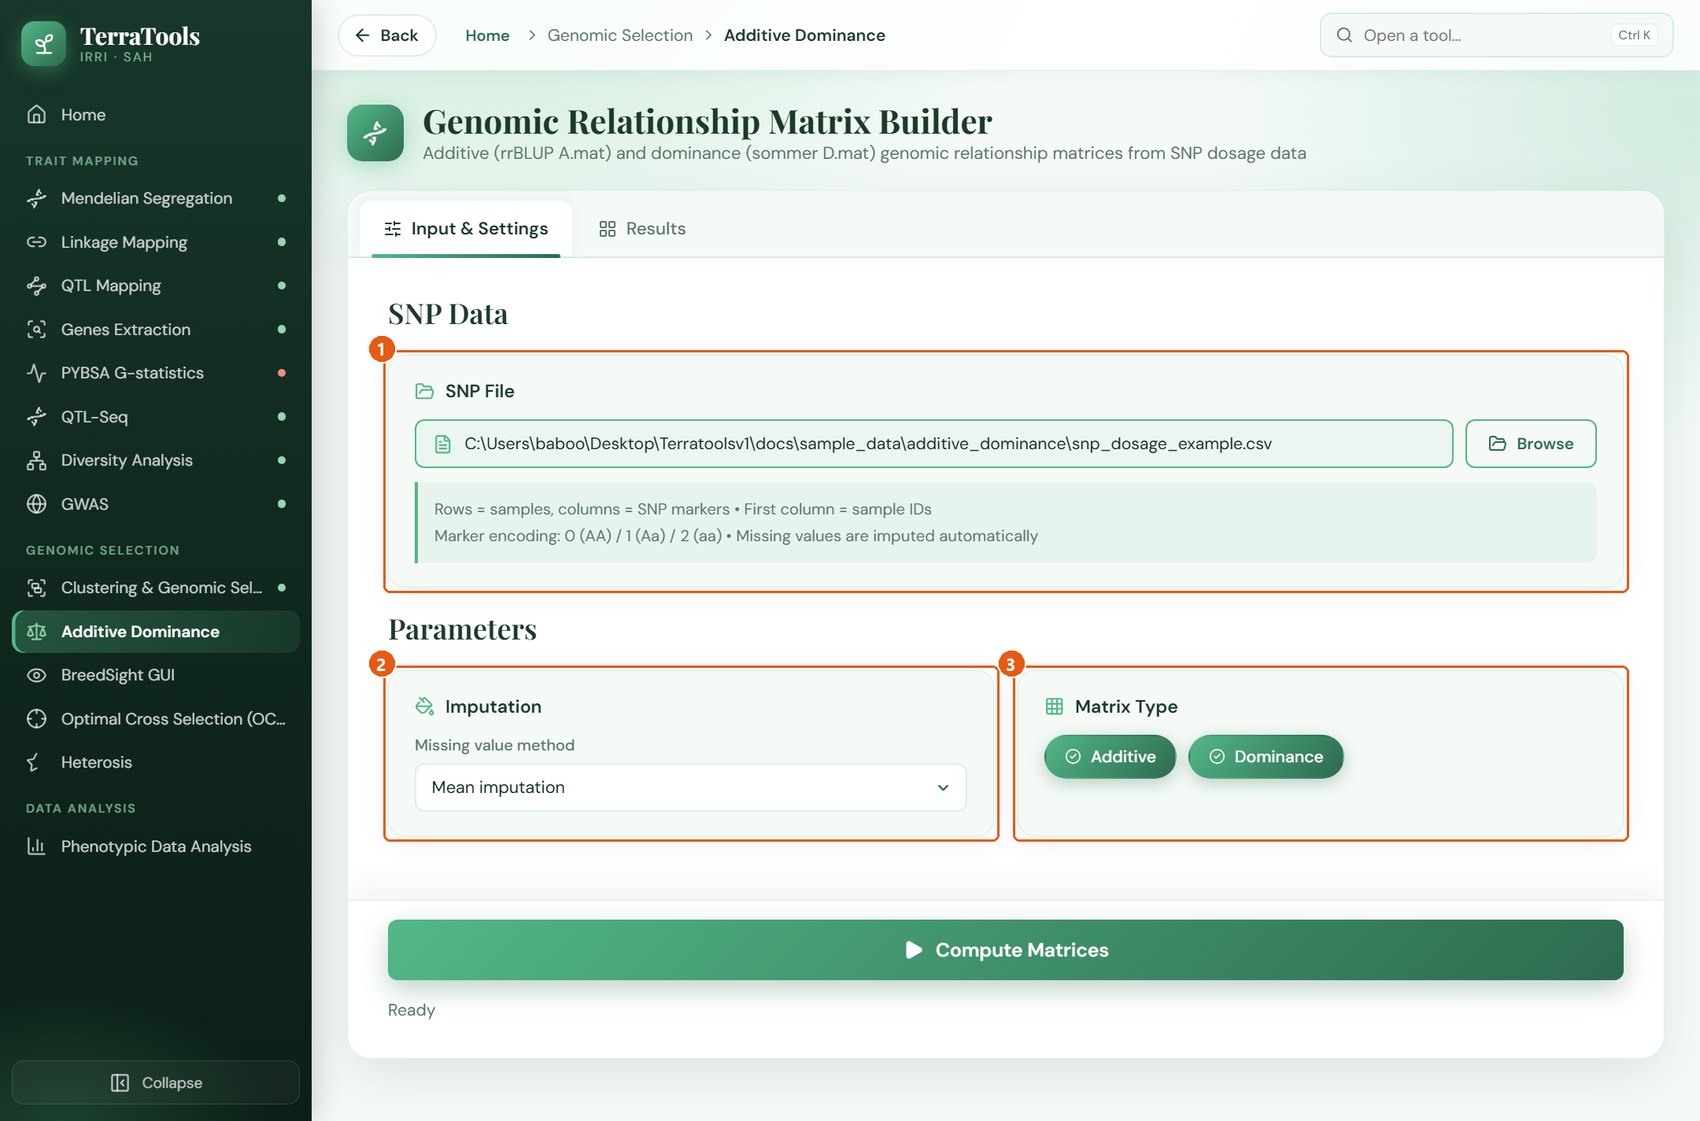 TerraTools
IRRI · SAH
Home
TRAIT MAPPING
Mendelian Segregation
Linkage Mapping
QTL Mapping
Genes Extraction
PYBSA G-statistics
QTL-Seq
Diversity Analysis
GWAS
GENOMIC SELECTION
Clustering & Genomic Sel...
Additive Dominance
BreedSight GUI
Optimal Cross Selection (OC...
Heterosis
DATA ANALYSIS
Phenotypic Data Analysis
Collapse
Back
Home > Genomic Selection > Additive Dominance
Open a tool...
Ctrl K
Genomic Relationship Matrix Builder
Additive (rrBLUP A.mat) and dominance (sommer D.mat) genomic relationship matrices from SNP dosage data
Input & Settings
Results
SNP Data
1
SNP File
C:\Users\baboo\Desktop\Terratoolsv1\docs\sample_data\additive_dominance\snp_dosage_example.csv
Browse
Rows = samples, columns = SNP markers • First column = sample IDs
Marker encoding: 0 (AA) / 1 (Aa) / 2 (aa) • Missing values are imputed automatically
Parameters
2
Imputation
Missing value method
Mean imputation
3
Matrix Type
Additive
Dominance
Compute Matrices
Ready